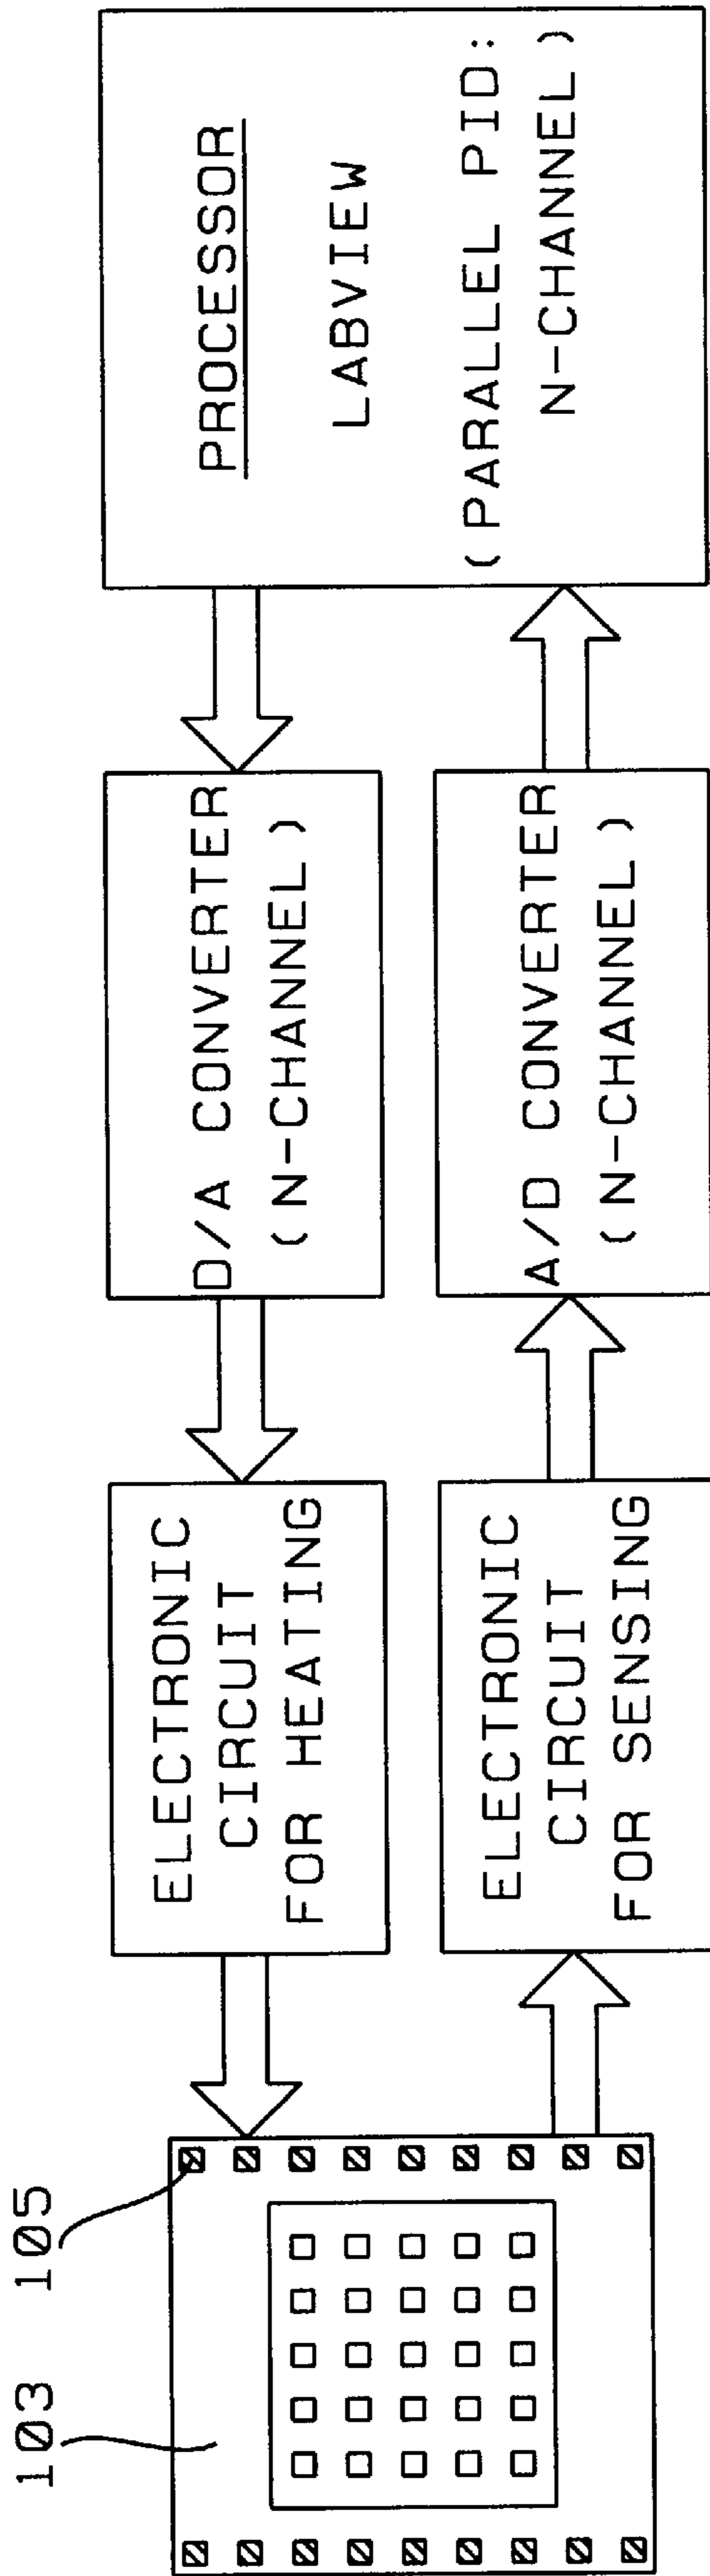 103
105
ELECTRONIC
CIRCUIT
FOR HEATING
D/A CONVERTER
(N-CHANNEL)
PROCESSOR
LABVIEW
(PARALLEL PID:
N-CHANNEL)
ELECTRONIC
CIRCUIT
FOR SENSING
A/D CONVERTER
(N-CHANNEL)